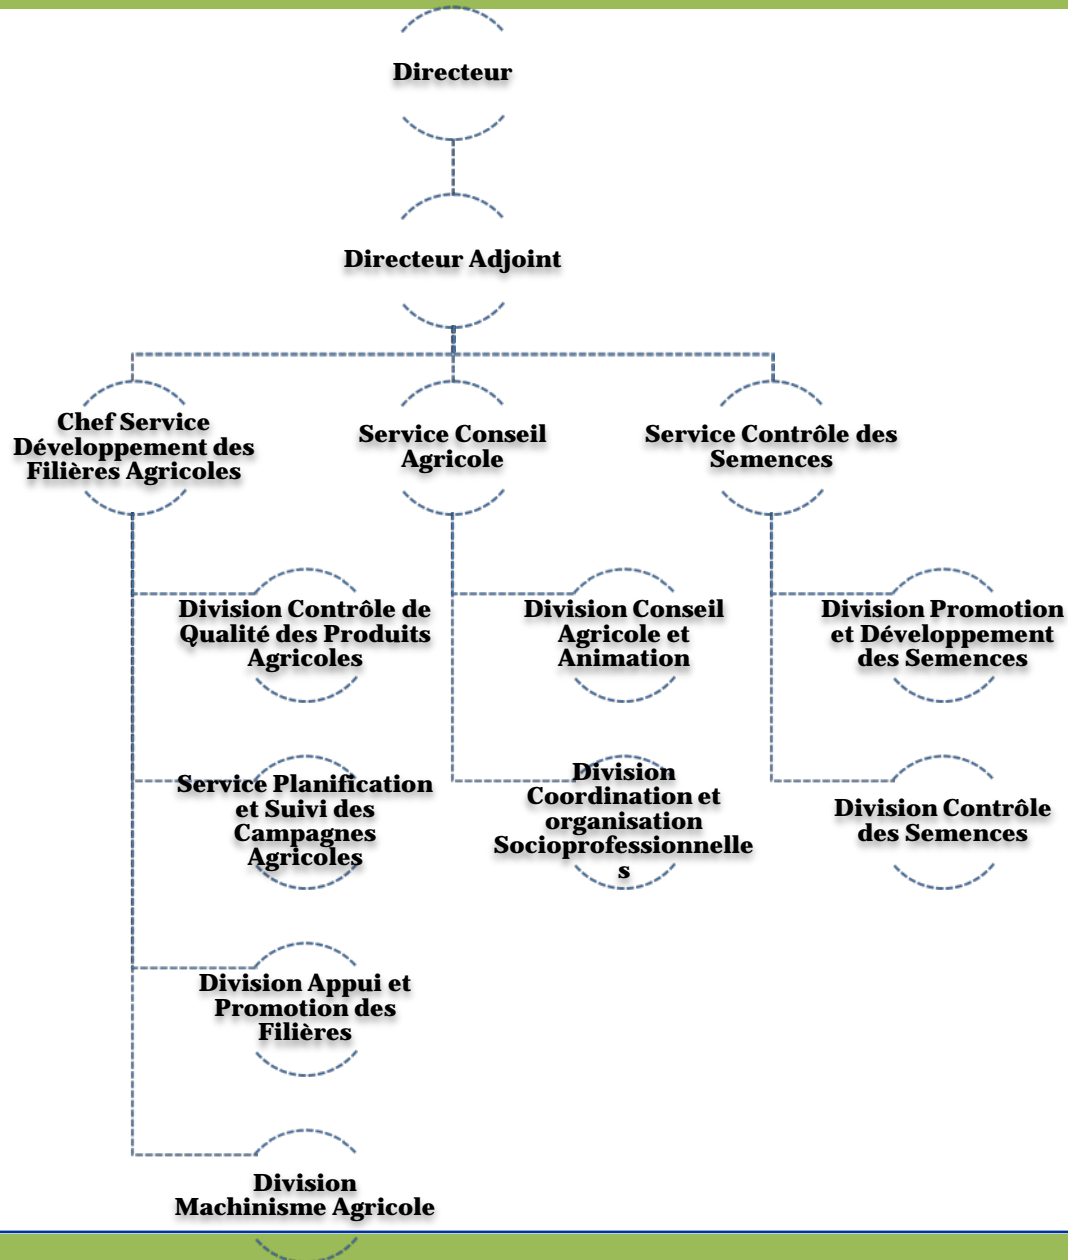 Directeur
Directeur Adjoint
Chef Service
Développement des
Filières Agricoles
Service Conseil
Agricole
Service Contrôle des
Semences
Division Contrôle de
Qualité des Produits
Agricoles
Division Conseil
Agricole et
Animation
Division Promotion
et Développement
des Semences
Service Planification
et Suivi des
Campagnes
Agricoles
Division
Coordination et
organisation
Socioprofessionnelle
s
Division Contrôle
des Semences
Division Appui et
Promotion des
Filières
Division
Machinisme Agricole